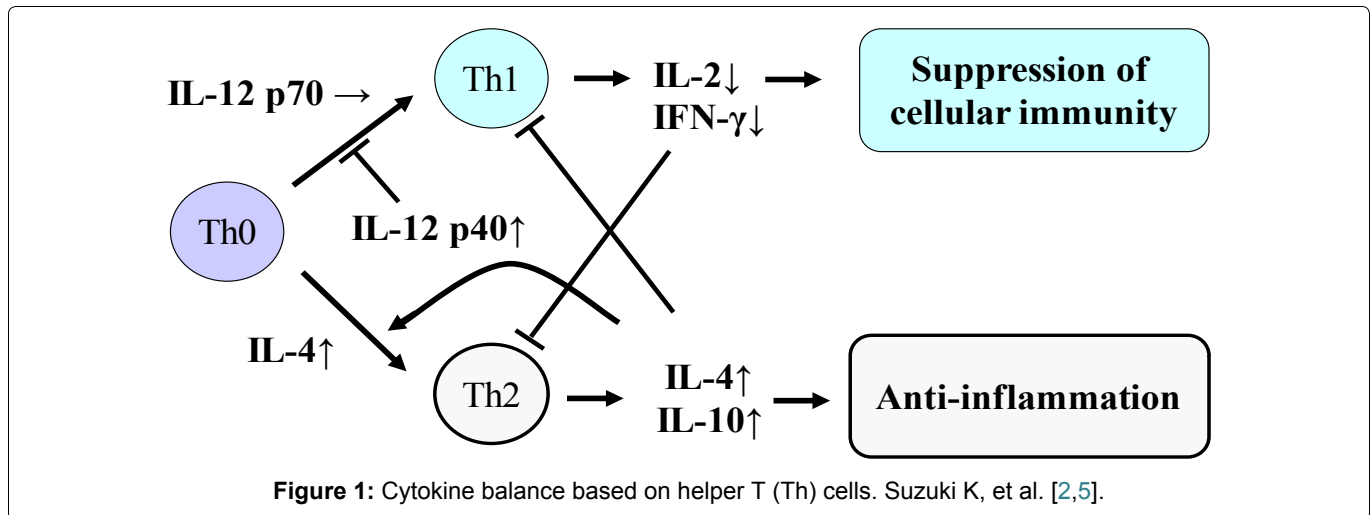 Th1
IL-2↓
IFN-γ↓
Suppression of
cellular immunity
IL-12 p70 →
Th0
IL-12 p40↑
IL-4↑
Th2
IL-4↑
IL-10↑
Anti-inflammation
Figure 1: Cytokine balance based on helper T (Th) cells. Suzuki K, et al. [2,5].